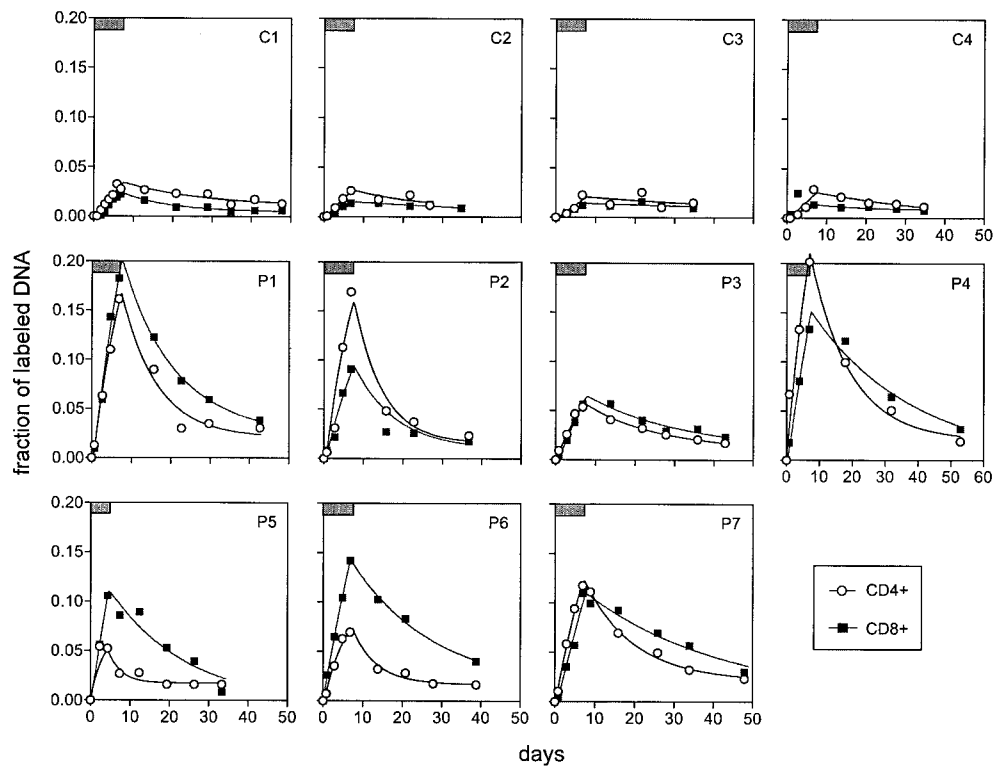 C1
C2
C3
C4
0.20
0.15
0.10
0.05
0.00
0 10 20 30 40 50
P1
P2
P3
P4
0.20
0.15
0.10
0.05
0.00
0 10 20 30 40 50 60
P5
P6
P7
0.20
0.15
0.10
0.05
0.00
0 10 20 30 40 50
0 10 20 30 40 50
0 10 20 30 40 50
CD4+
CD8+
fraction of labeled DNA
days